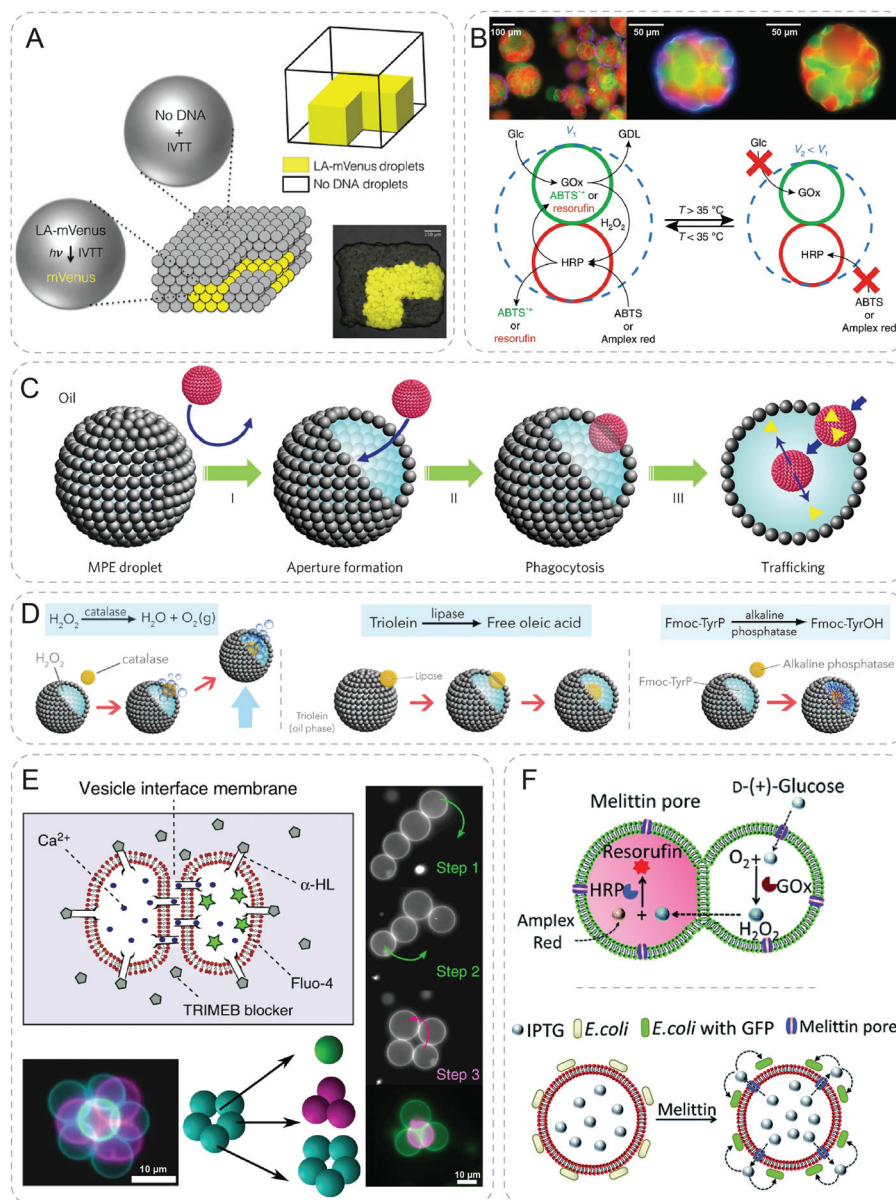 A
No DNA
+
IVTT
LA-mVenus
hν ↓ IVTT
mVenus
LA-mVenus droplets
No DNA droplets
150 µm
B
100 µm
50 µm
50 µm
Glc
V1
GDL
GOx
ABTS·+ or
resorufin
H2O2
HRP
ABTS·+
or
resorufin
ABTS
or
Amplex red
T > 35 °C
T < 35 °C
Glc
V2 < V1
GOx
HRP
ABTS
or
Amplex red
C
Oil
I
II
III
MPE droplet
Aperture formation
Phagocytosis
Trafficking
D
H2O2 catalase H2O + O2(g)
H2O2
catalase
Triolein lipase Free oleic acid
Lipase
Triolein
(oil phase)
Fmoc-TyrP alkaline phosphatase Fmoc-TyrOH
Alkaline phosphatase
Fmoc-TyrP
E
Vesicle interface membrane
Ca2+
α-HL
Fluo-4
TRIMEB blocker
Step 1
Step 2
Step 3
10 µm
10 µm
F
Melittin pore
D-(+)-Glucose
Resorufin
HRP
+
Amplex
Red
O2+
GOx
H2O2
IPTG E.coli E.coli with GFP Melittin pore
Melittin